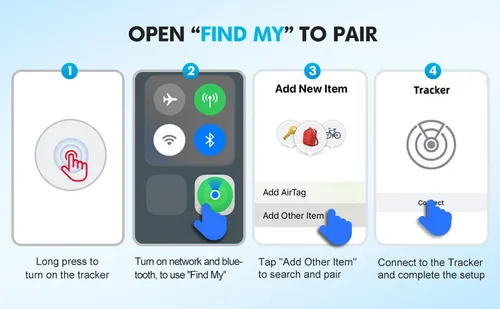 OPEN “FIND MY” TO PAIR
1
2
3
4
Add New Item
Add AirTag
Add Other Item
Tracker
Connect
Long press to
turn on the tracker
Turn on network and blue-
tooth, to use "Find My"
Tap "Add Other Item"
to search and pair
Connect to the Tracker
and complete the setup